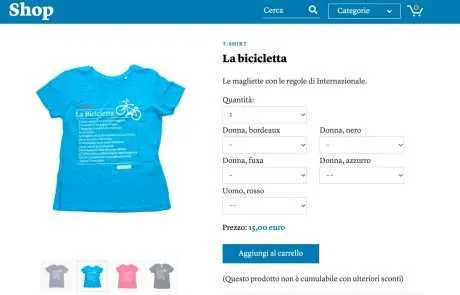 Shop
Cerca
Categorie
0
T-SHIRT
La bicicletta
Le magliette con le regole di Internazionale.
Quantità:
1
Donna, bordeaux
Donna, nero
-
-
Donna, fuxa
Donna, azzurro
-
--
Uomo, rosso
--
Prezzo: 15,00 euro
Aggiungi al carrello
(Questo prodotto non è cumulabile con ulteriori sconti)
La Bicicletta